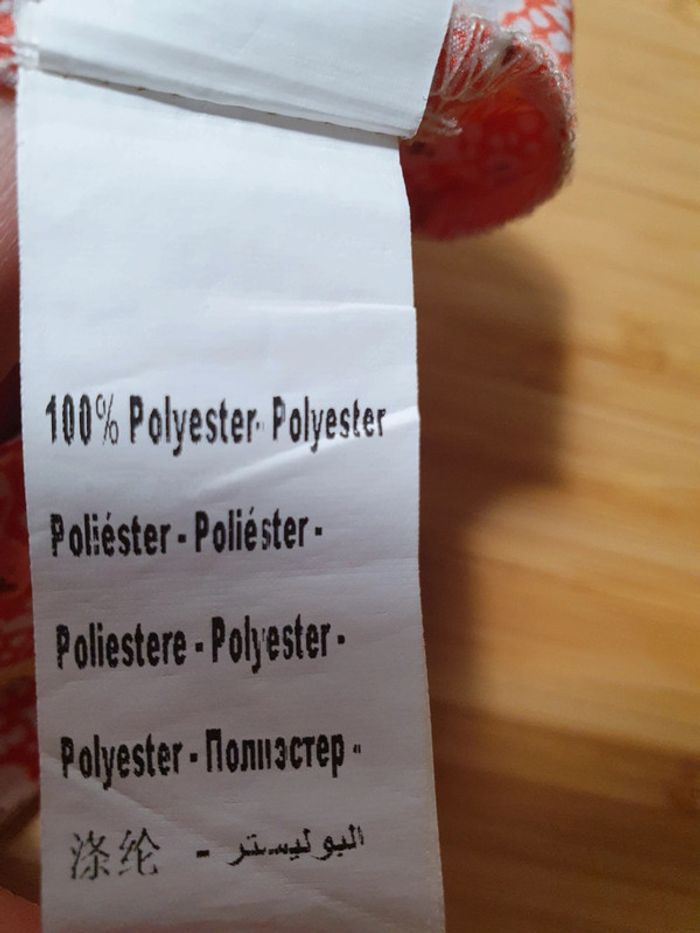 100% Polyester- Polyester
Poliéster - Poliéster -
Poliestere - Polyester -
Polyester - Полиэстер -
涤纶 - البوليستر